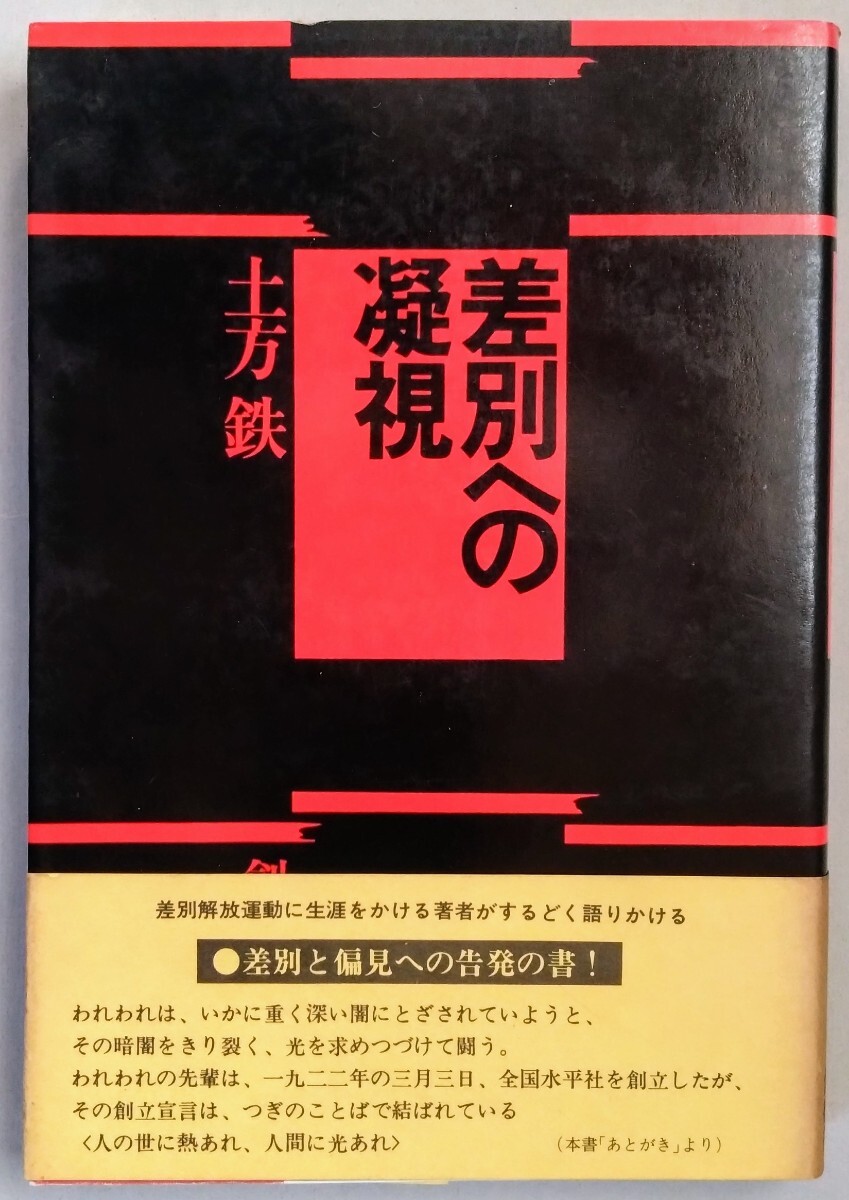 差別への
凝視
土方 鉄
差別解放運動に生涯をかける著者がするどく語りかける
●差別と偏見への告発の書!
われわれは、いかに重く深い闇にとざされていようと、
その暗闇をきり裂く、光を求めつづけて闘う。
われわれの先輩は、一九二二年の三月三日、全国水平社を創立したが、
その創立宣言は、つぎのことばで結ばれている
〈人の世に熱あれ、人間に光あれ〉
(本書「あとがき」より)